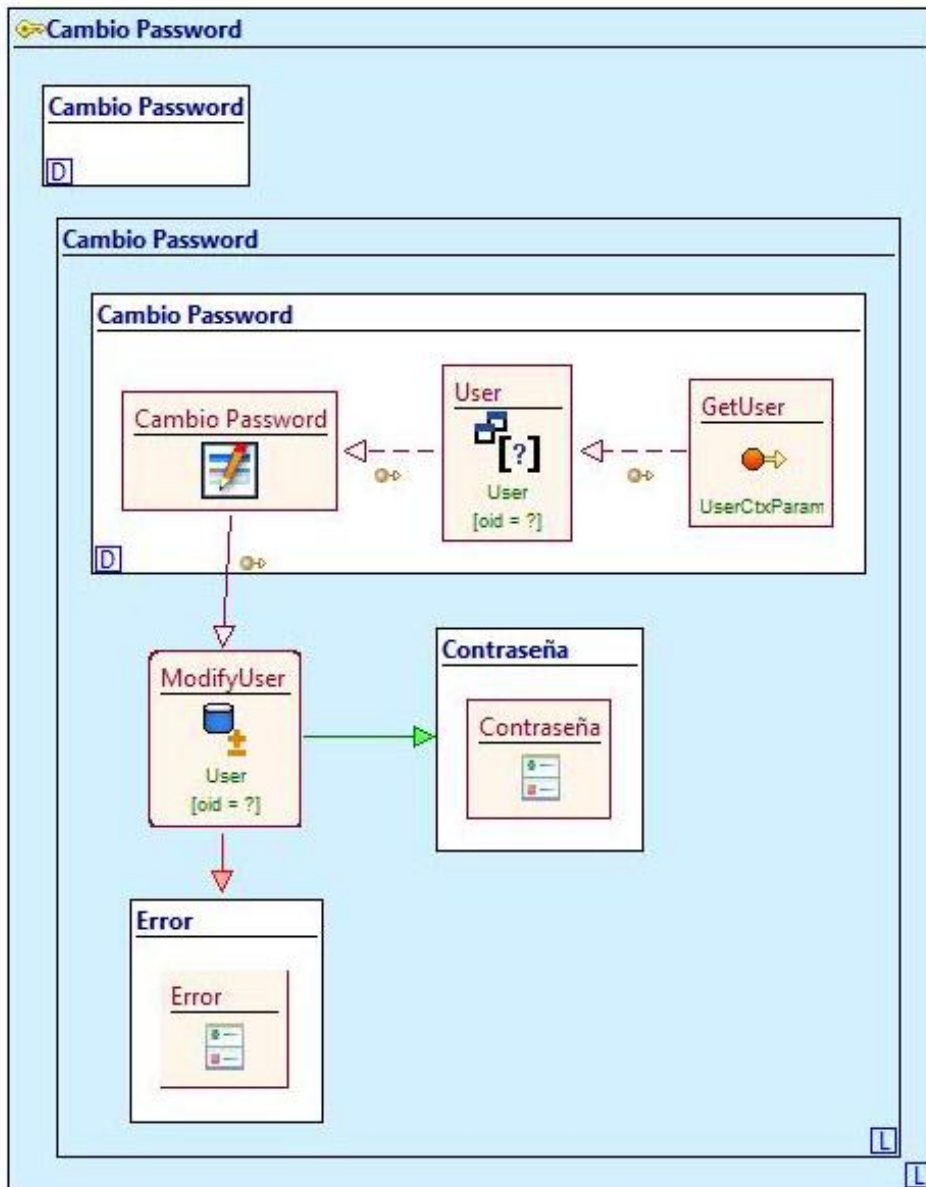 Cambio Password
Cambio Password
D
Cambio Password
Cambio Password
Cambio Password
User
[?]
User
[oid = ?]
GetUser
UserCtxParam
D
ModifyUser
User
[oid = ?]
Contraseña
Contraseña
Error
Error
L
L